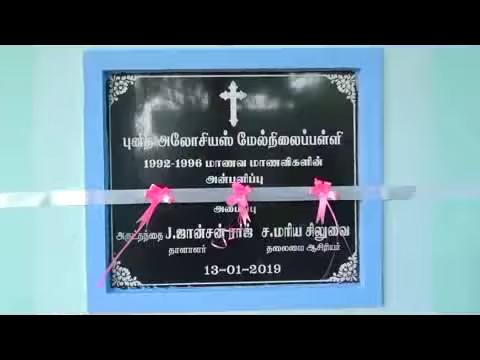 புனித அலோசியஸ் மேல்நிலைப்பள்ளி
1992-1996 மாணவ மாணவிகளின்
அன்பளிப்பு
அருட்தந்தை J.ஜான்சன் ராஜ் ச.மரிய சிலுவை
தாளாளர் தலைமை ஆசிரியர்
13-01-2019